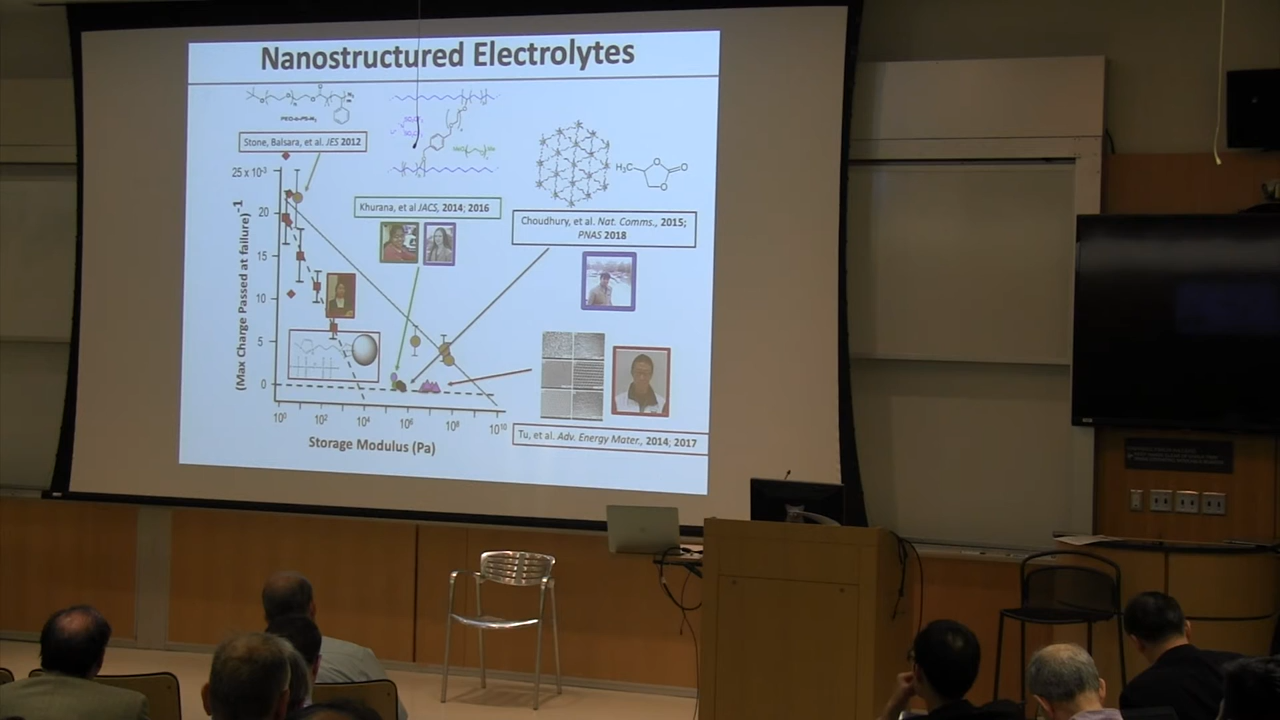 Nanostructured Electrolytes
PEO-b-PS-M₁
Stone, Balsara, et al. JES 2012
Khurana, et al JACS, 2014; 2016
H₃C
O
O
O
Choudhury, et al. Nat. Comms., 2015;
PNAS 2018
(Max Charge Passed at failure)⁻¹
25 x 10⁻³
20
15
10
5
0
10⁰
10²
10⁴
10⁶
10⁸
10¹⁰
Storage Modulus (Pa)
Tu, et al. Adv. Energy Mater., 2014; 2017